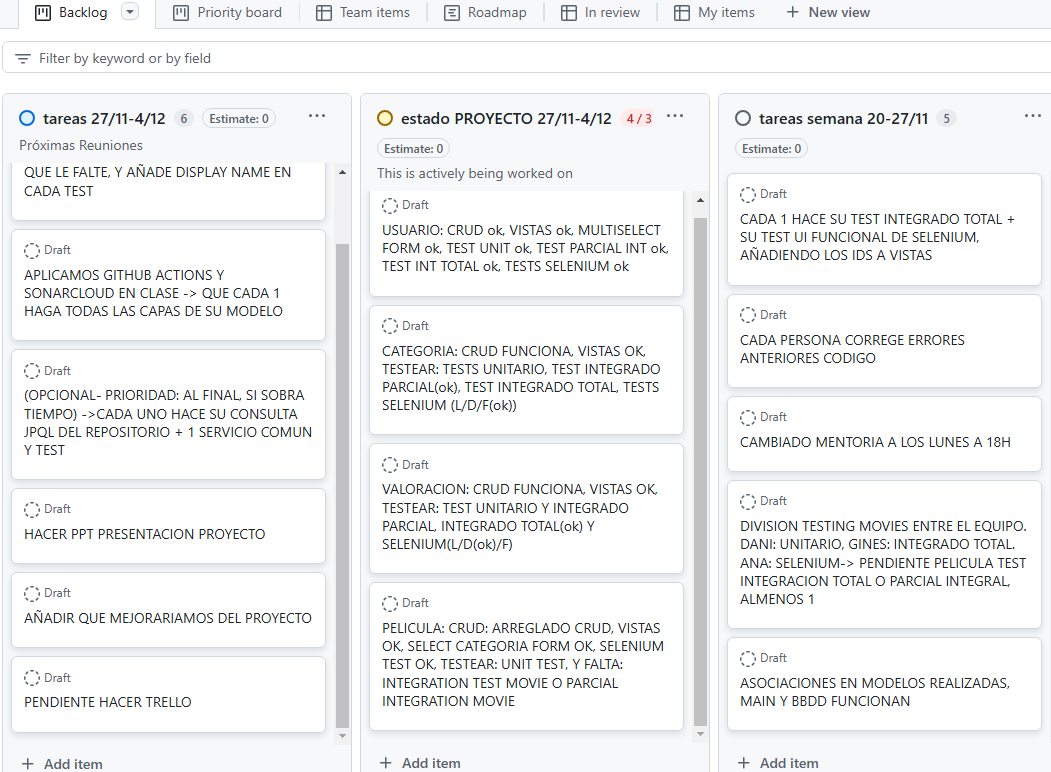 Backlog
Priority board
Team items
Roadmap
In review
My items
New view
Filter by keyword or by field
tareas 27/11-4/12 6 Estimate: 0
Próximas Reuniones
QUE LE FALTE, Y AÑADE DISPLAY NAME EN
CADA TEST
Draft
APLICAMOS GITHUB ACTIONS Y
SONARCLOUD EN CLASE -> QUE CADA 1
HAGA TODAS LAS CAPAS DE SU MODELO
Draft
(OPCIONAL- PRIORIDAD: AL FINAL, SI SOBRA
TIEMPO) ->CADA UNO HACE SU CONSULTA
JPQL DEL REPOSITORIO + 1 SERVICIO COMUN
Y TEST
Draft
HACER PPT PRESENTACION PROYECTO
Draft
AÑADIR QUE MEJORARIAMOS DEL PROYECTO
Draft
PENDIENTE HACER TRELLO
Add item
estado PROYECTO 27/11-4/12 4 / 3
Estimate: 0
This is actively being worked on
Draft
USUARIO: CRUD ok, VISTAS ok, MULTISELECT
FORM ok, TEST UNIT ok, TEST PARCIAL INT ok,
TEST INT TOTAL ok, TESTS SELENIUM ok
Draft
CATEGORIA: CRUD FUNCIONA, VISTAS OK,
TESTEAR: TESTS UNITARIO, TEST INTEGRADO
PARCIAL(ok), TEST INTEGRADO TOTAL, TESTS
SELENIUM (L/D/F(ok))
Draft
VALORACION: CRUD FUNCIONA, VISTAS OK,
TESTEAR: TEST UNITARIO Y INTEGRADO
PARCIAL, INTEGRADO TOTAL(ok) Y
SELENIUM(L/D(ok)/F)
Draft
PELICULA: CRUD: ARREGLADO CRUD, VISTAS
OK, SELECT CATEGORIA FORM OK, SELENIUM
TEST OK, TESTEAR: UNIT TEST, Y FALTA:
INTEGRATION TEST MOVIE O PARCIAL
INTEGRATION MOVIE
Add item
tareas semana 20-27/11 5
Estimate: 0
Draft
CADA 1 HACE SU TEST INTEGRADO TOTAL +
SU TEST UI FUNCIONAL DE SELENIUM,
AÑADIENDO LOS IDS A VISTAS
Draft
CADA PERSONA CORREGE ERRORES
ANTERIORES CODIGO
Draft
CAMBIADO MENTORIA A LOS LUNES A 18H
Draft
DIVISION TESTING MOVIES ENTRE EL EQUIPO.
DANI: UNITARIO, GINES: INTEGRADO TOTAL.
ANA: SELENIUM-> PENDIENTE PELICULA TEST
INTEGRACION TOTAL O PARCIAL INTEGRAL,
ALMENOS 1
Draft
ASOCIACIONES EN MODELOS REALIZADAS,
MAIN Y BBDD FUNCIONAN
Add item